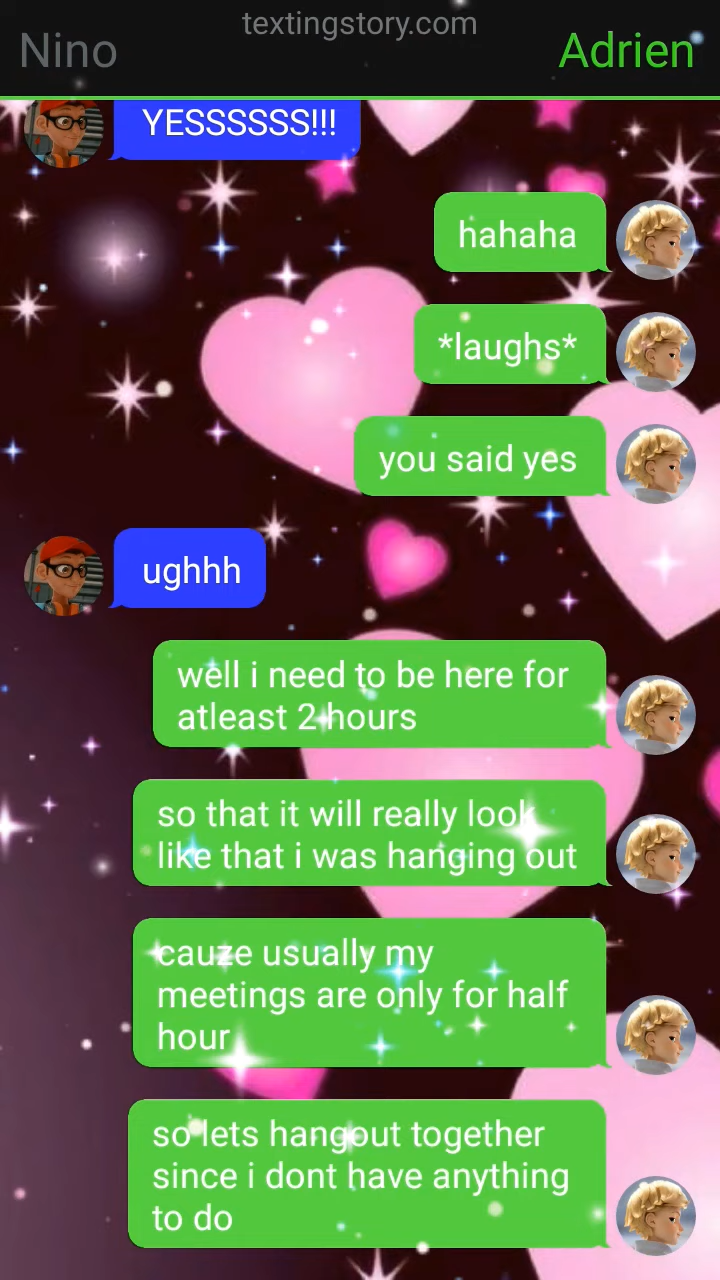 textingstory.com
Nino
Adrien
YESSSSSS!!!
hahaha
*laughs*
you said yes
ughhh
well i need to be here for
atleast 2 hours
so that it will really look
like that i was hanging out
cauze usually my
meetings are only for half
hour
so lets hangout together
since i dont have anything
to do